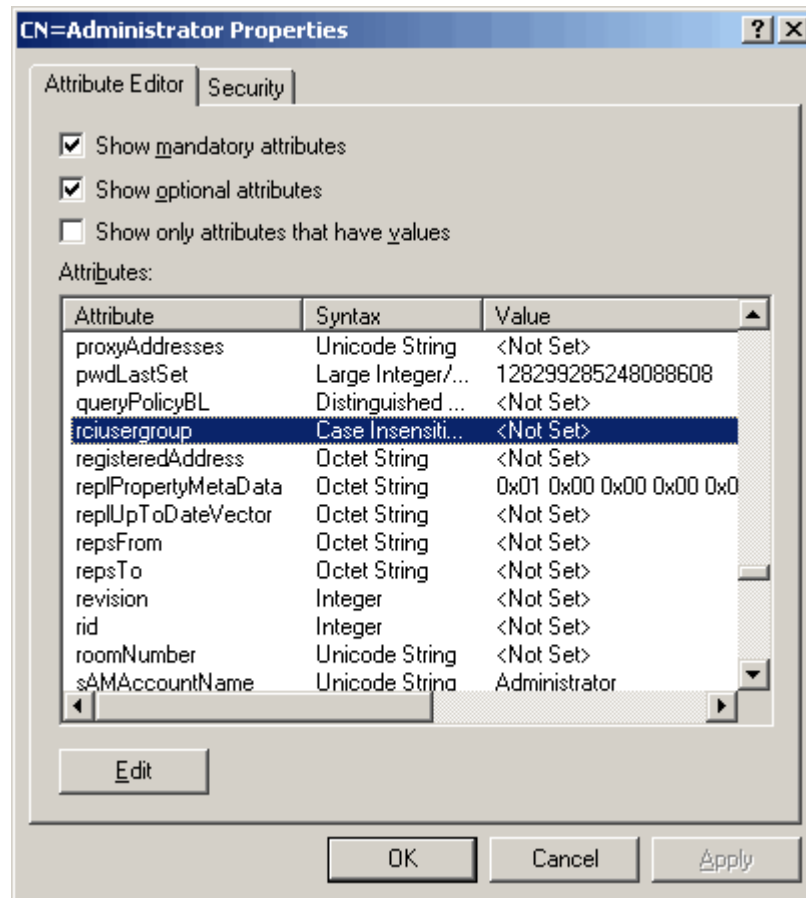 CN=Administrator Properties
Attribute Editor Security
Show mandatory attributes
Show optional attributes
Show only attributes that have values
Attributes:
Attribute Syntax Value
proxyAddresses Unicode String <Not Set>
pwdLastSet Large Integer/... 128299285248088608
queryPolicyBL Distinguished ... <Not Set>
rciusergroup Case Insensiti... <Not Set>
registeredAddress Octet String <Not Set>
replPropertyMetaData Octet String 0x01 0x00 0x00 0x00 0x0
replUpToDateVector Octet String <Not Set>
repsFrom Octet String <Not Set>
repsTo Octet String <Not Set>
revision Integer <Not Set>
rid Integer <Not Set>
roomNumber Unicode String <Not Set>
sAMAccountName Unicode String Administrator
Edit
OK Cancel Apply